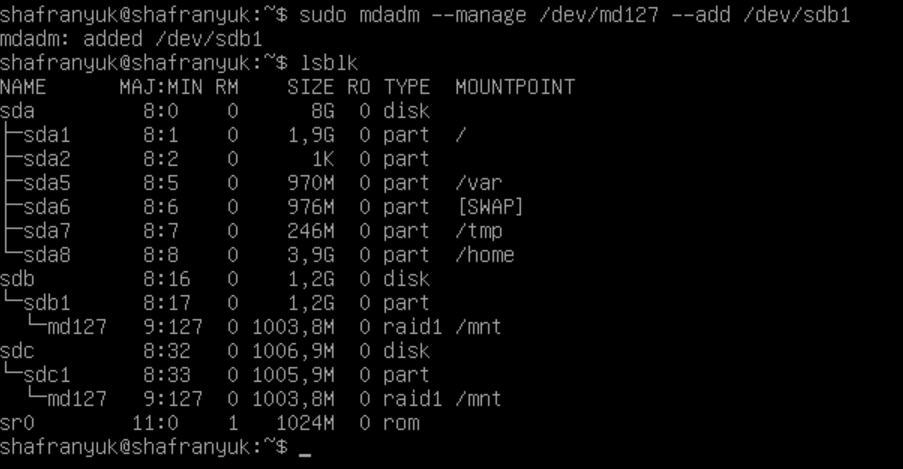 shafranyuk@shafranyuk:~$ sudo mdadm --manage /dev/md127 --add /dev/sdb1
mdadm: added /dev/sdb1
shafranyuk@shafranyuk:~$ lsblk
NAME      MAJ:MIN RM    SIZE RO TYPE  MOUNTPOINT
sda         8:0    0      8G  0 disk
├─sda1      8:1    0    1,9G  0 part  /
├─sda2      8:2    0      1K  0 part
├─sda5      8:5    0    970M  0 part  /var
├─sda6      8:6    0    976M  0 part  [SWAP]
├─sda7      8:7    0    246M  0 part  /tmp
└─sda8      8:8    0    3,9G  0 part  /home
sdb         8:16   0    1,2G  0 disk
└─sdb1      8:17   0    1,2G  0 part
  └─md127   9:127  0 1003,8M  0 raid1 /mnt
sdc         8:32   0 1006,9M  0 disk
└─sdc1      8:33   0 1005,9M  0 part
  └─md127   9:127  0 1003,8M  0 raid1 /mnt
sr0        11:0    1   1024M  0 rom
shafranyuk@shafranyuk:~$ _